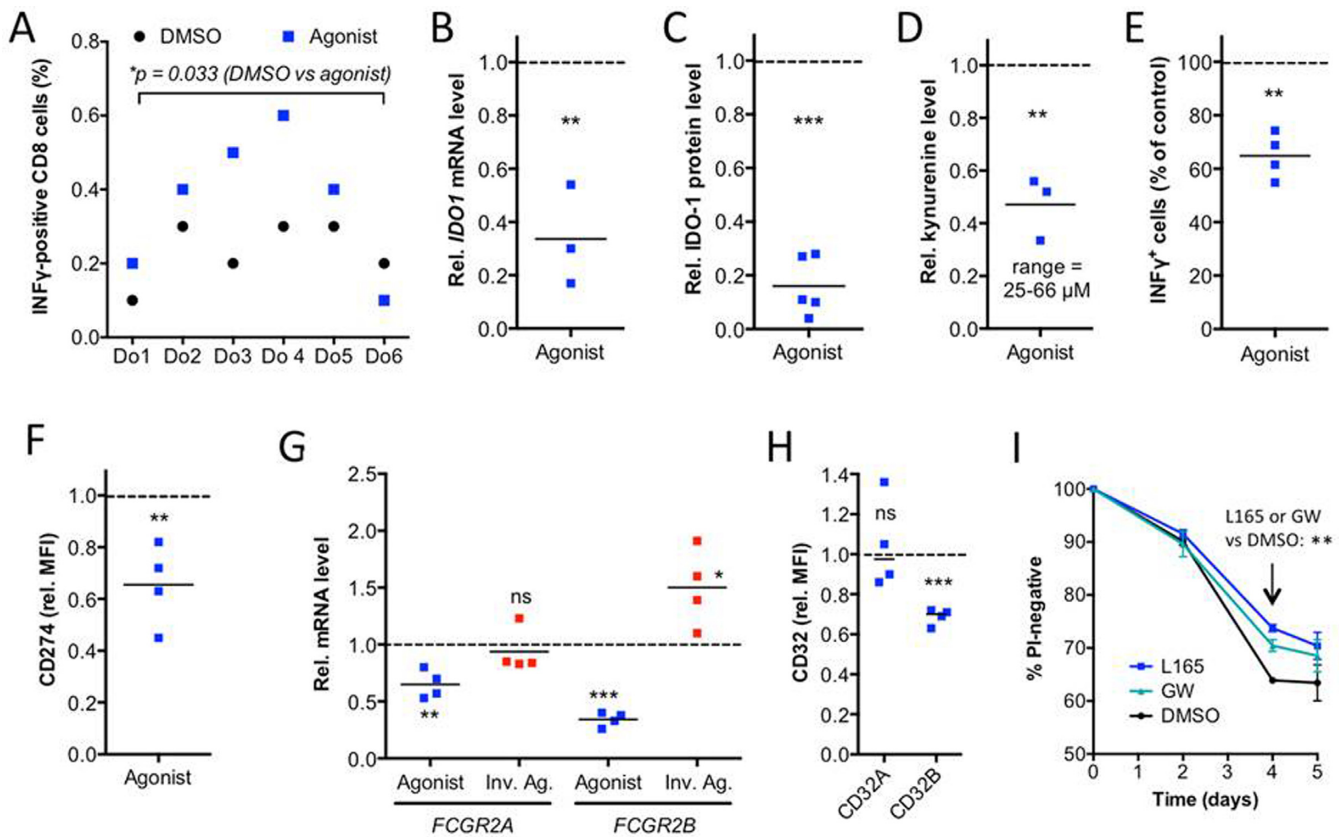 A
DMSO
Agonist
*p = 0.033 (DMSO vs agonist)
INFγ-positive CD8 cells (%)
0.8
0.6
0.4
0.2
0.0
Do1 Do2 Do3 Do 4 Do5 Do6
B
Rel. IDO1 mRNA level
1.0
0.8
0.6
0.4
0.2
0.0
**
Agonist
C
Rel. IDO-1 protein level
1.0
0.8
0.6
0.4
0.2
0.0
***
Agonist
D
Rel. kynurenine level
1.0
0.8
0.6
0.4
0.2
0.0
**
range =
25-66 µM
Agonist
E
INFγ+ cells (% of control)
100
80
60
40
20
0
**
Agonist
F
CD274 (rel. MFI)
1.0
0.8
0.6
0.4
0.2
0.0
**
Agonist
G
Rel. mRNA level
2.5
2.0
1.5
1.0
0.5
0.0
**
ns
***
*
Agonist Inv. Ag. Agonist Inv. Ag.
FCGR2A FCGR2B
H
CD32 (rel. MFI)
1.4
1.2
1.0
0.8
0.6
0.4
0.2
0.0
ns
***
CD32A CD32B
I
% PI-negative
100
90
80
70
60
50
L165 or GW
vs DMSO: **
L165
GW
DMSO
0 1 2 3 4 5
Time (days)